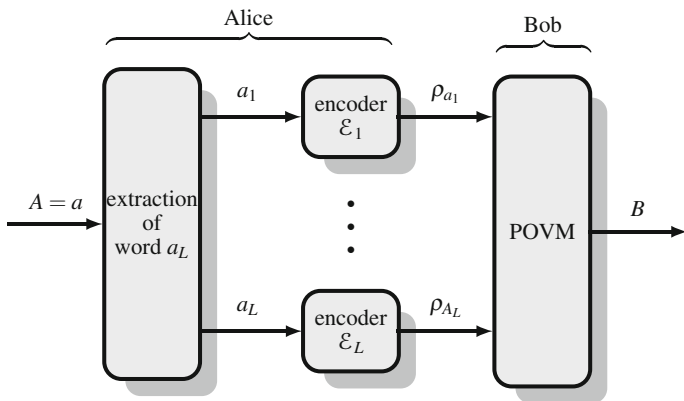 Alice
Bob
A = a
extraction
of
word a_L
a_1
encoder
ℰ_1
ρ_{a_1}
a_L
encoder
ℰ_L
ρ_{A_L}
POVM
B